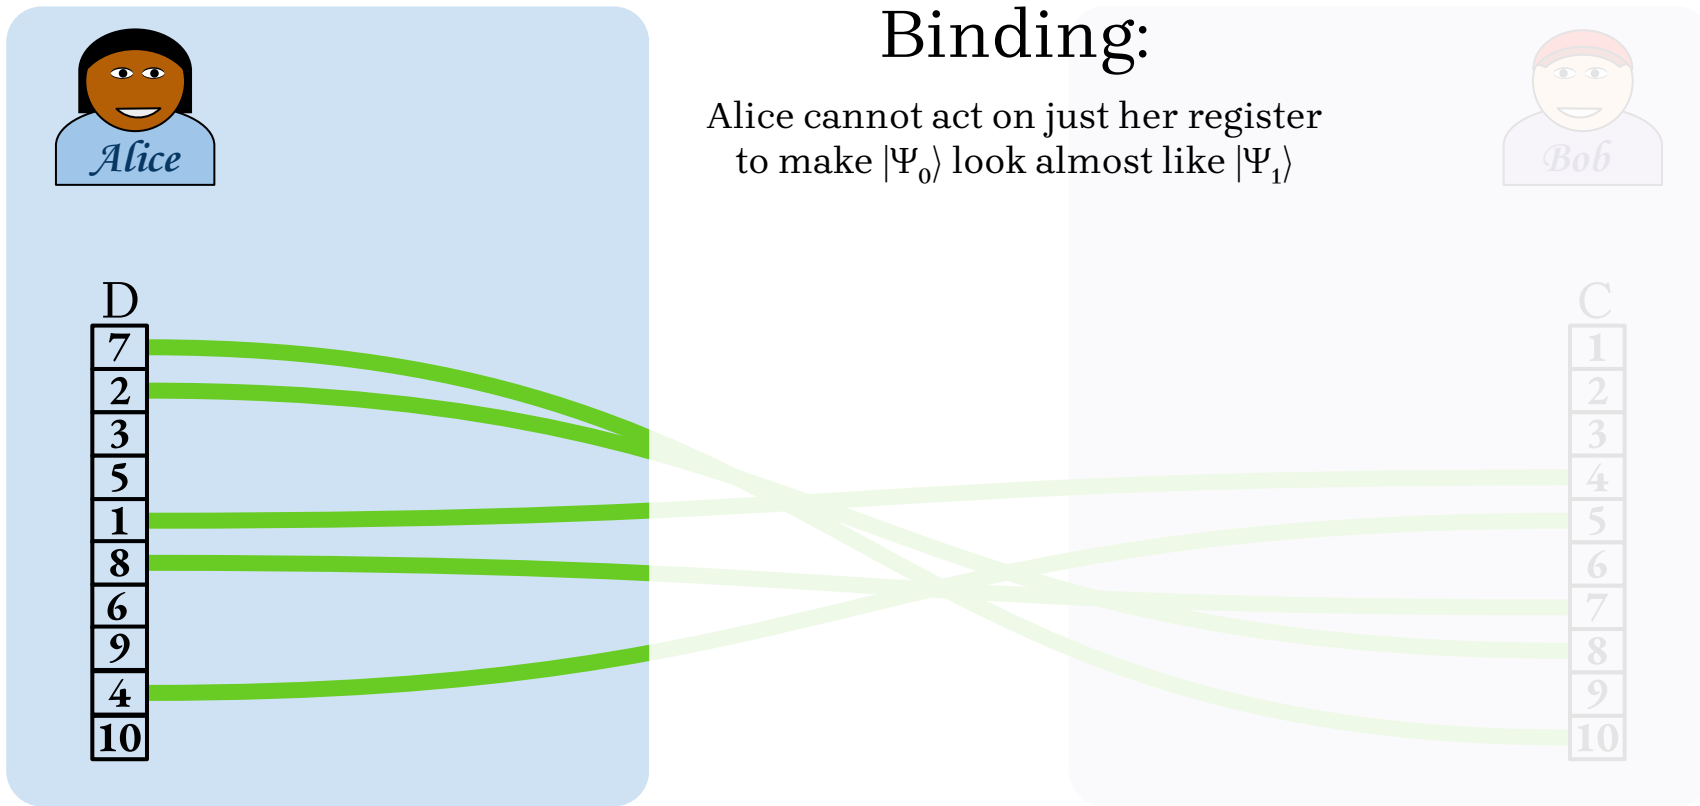 Binding:
Alice cannot act on just her register
to make |Ψ₀⟩ look almost like |Ψ₁⟩
Alice
Bob
D
7
2
3
5
1
8
6
9
4
10
C
1
2
3
4
5
6
7
8
9
10